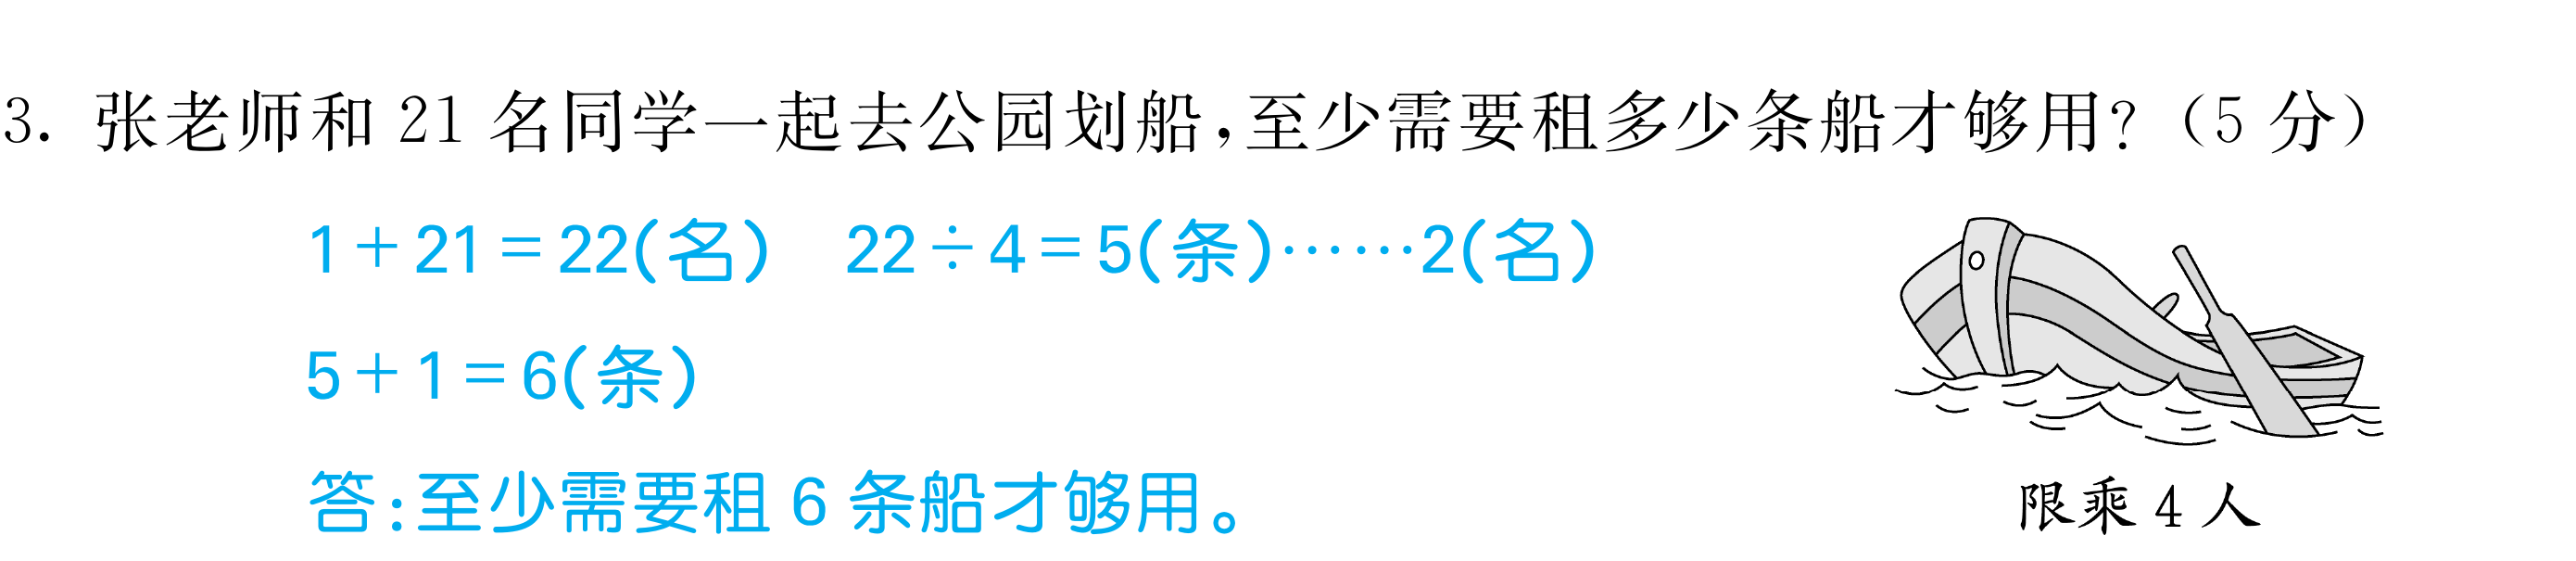 3. 张老师和 21 名同学一起去公园划船,至少需要租多少条船才够用?(5 分)
1+21=22(名) 22÷4=5(条)……2(名)
5+1=6(条)
答:至少需要租 6 条船才够用。
限乘 4 人